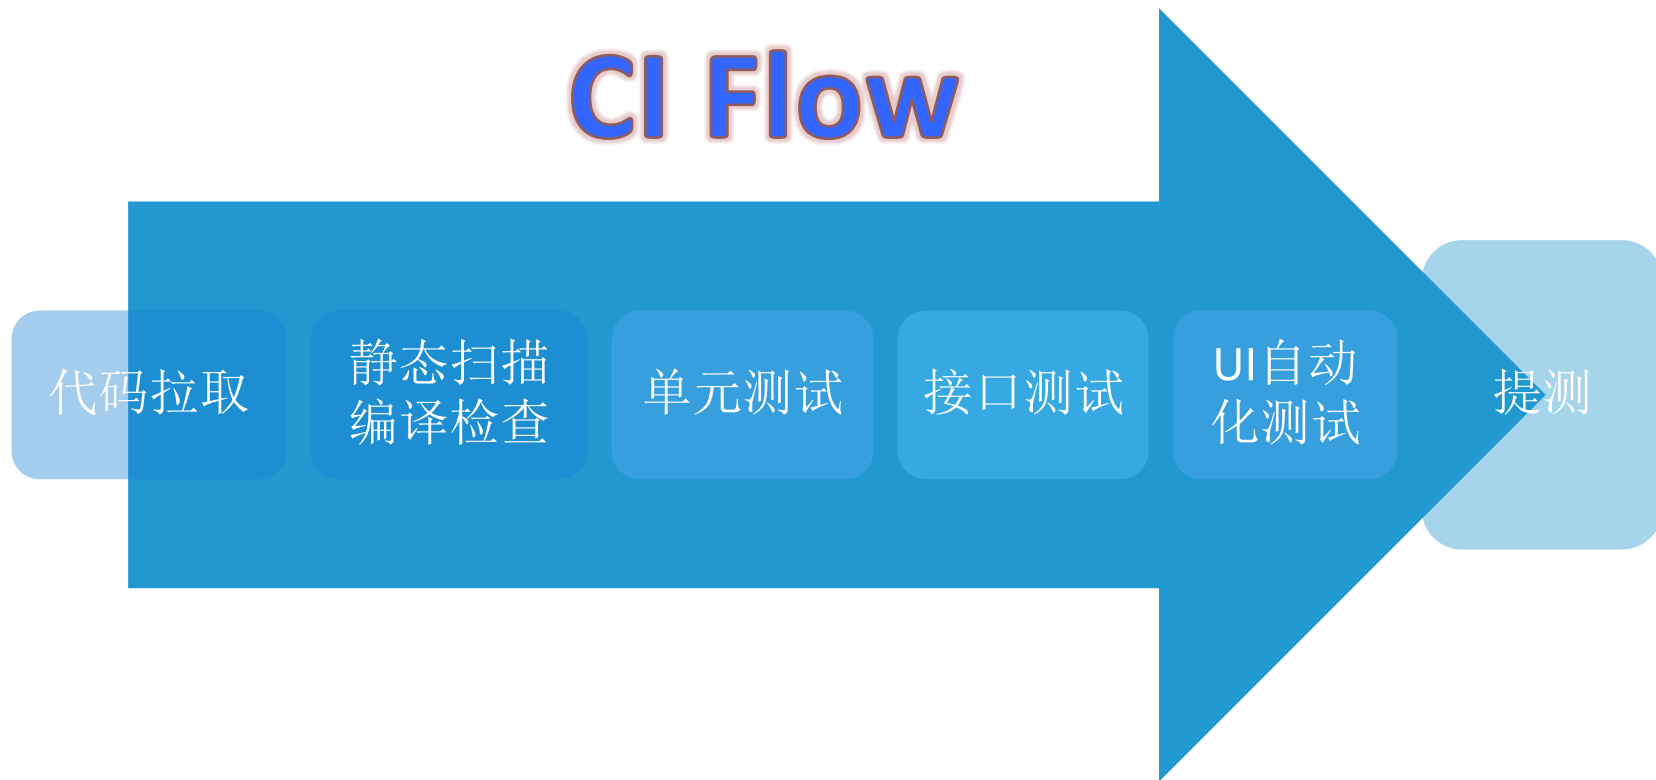 CI Flow
代码拉取
静态扫描
编译检查
单元测试
接口测试
UI自动
化测试
提测